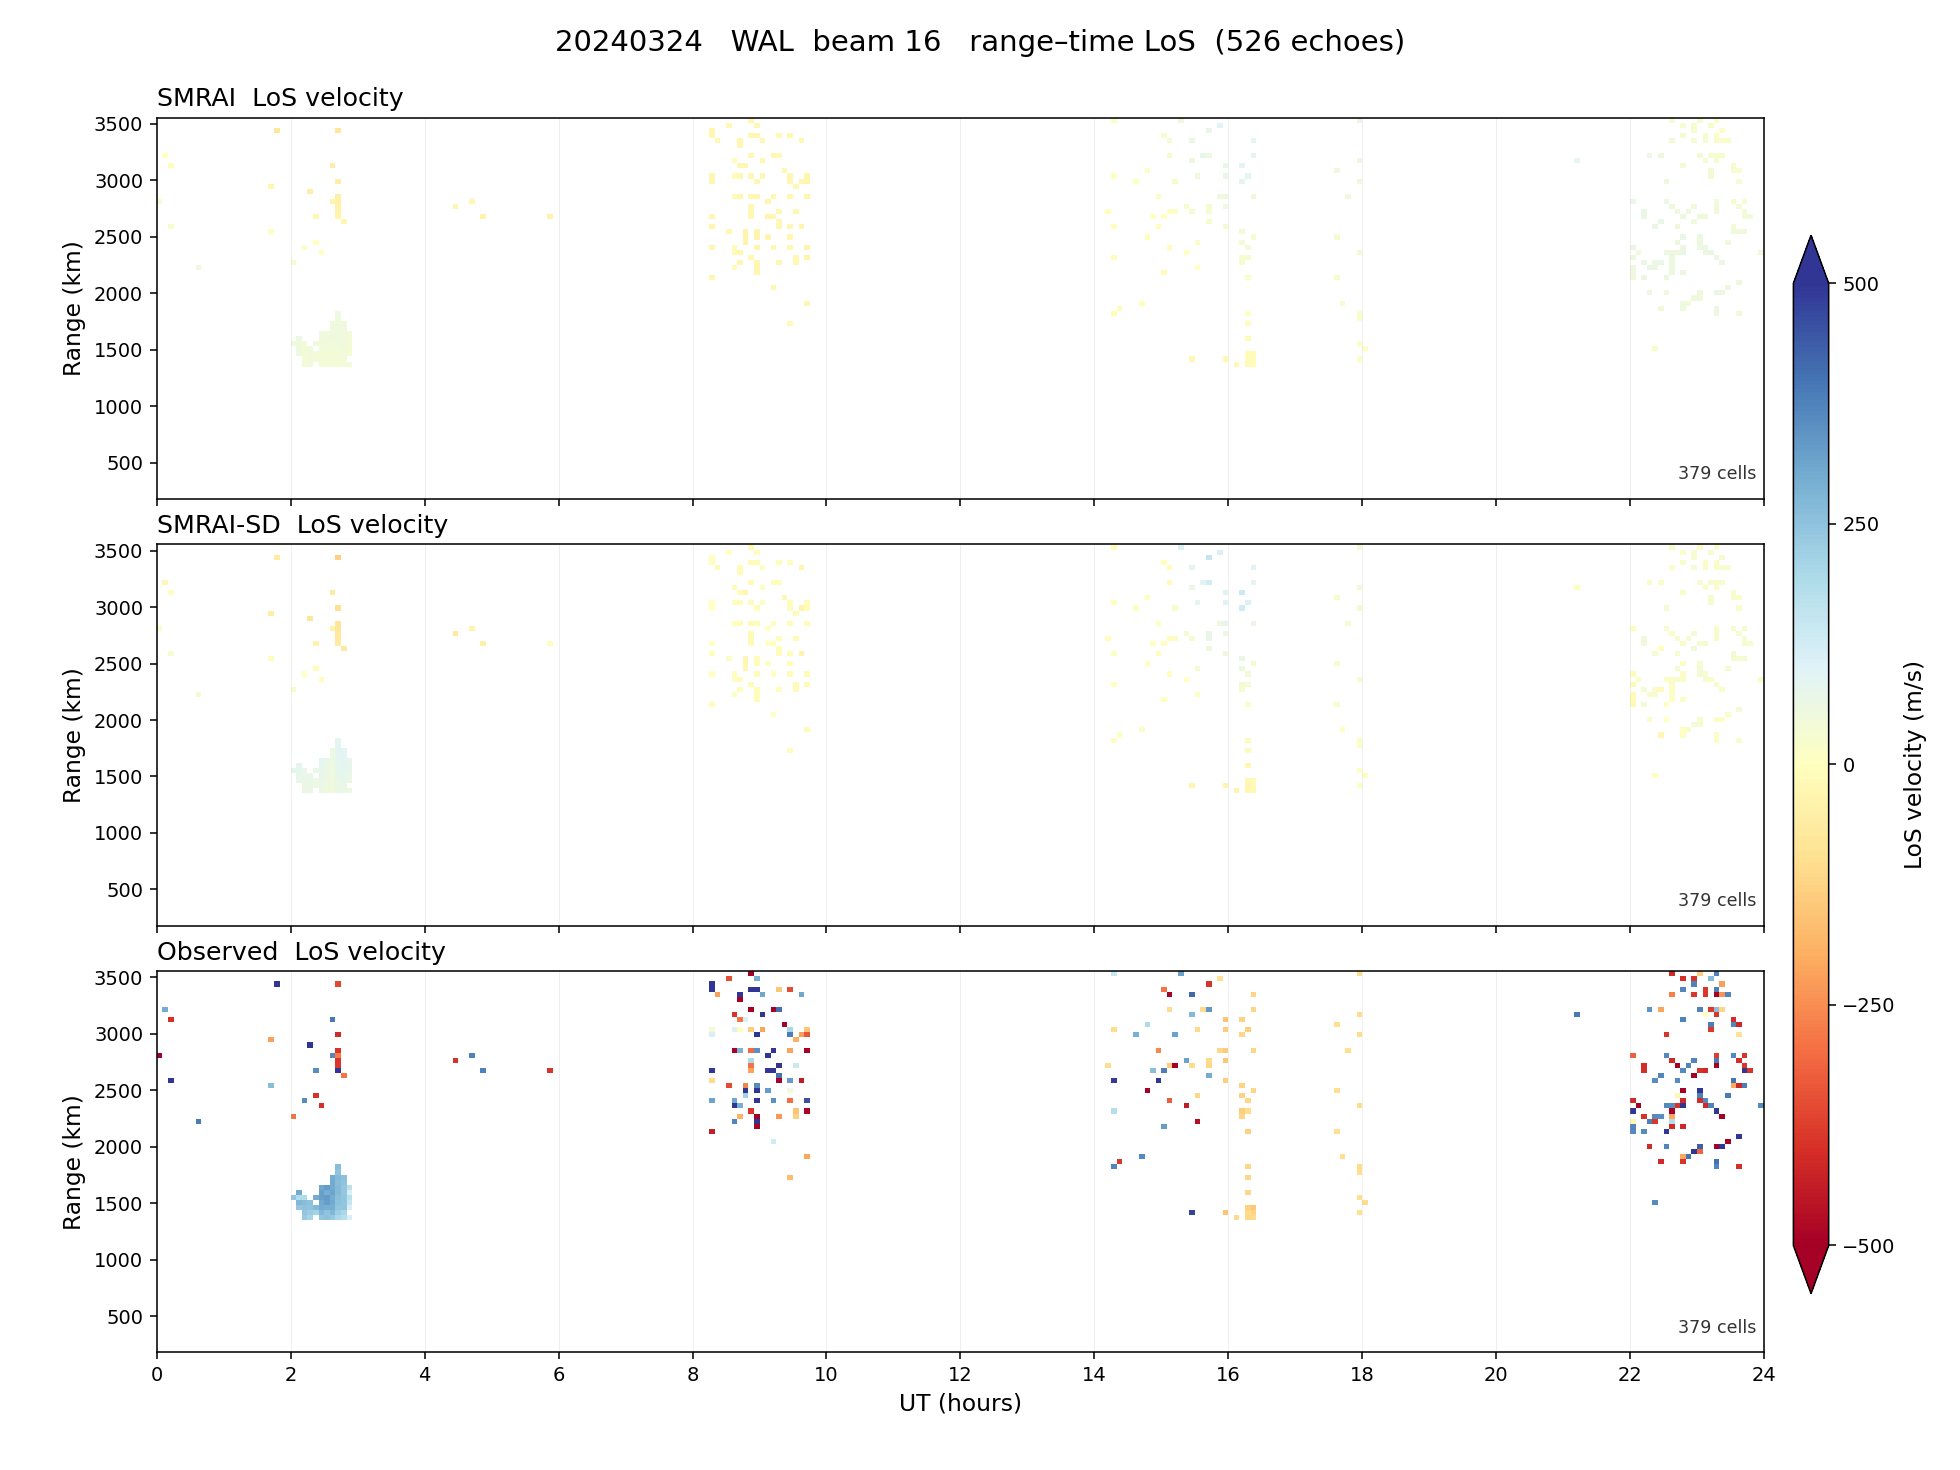 20240324   WAL  beam 16   range–time LoS  (526 echoes)
SMRAI  LoS velocity
3500
3000
2500
2000
1500
1000
500
Range (km)
379 cells
SMRAI-SD  LoS velocity
3500
3000
2500
2000
1500
1000
500
Range (km)
379 cells
Observed  LoS velocity
3500
3000
2500
2000
1500
1000
500
Range (km)
379 cells
0 2 4 6 8 10 12 14 16 18 20 22 24
UT (hours)
500
250
0
−250
−500
LoS velocity (m/s)